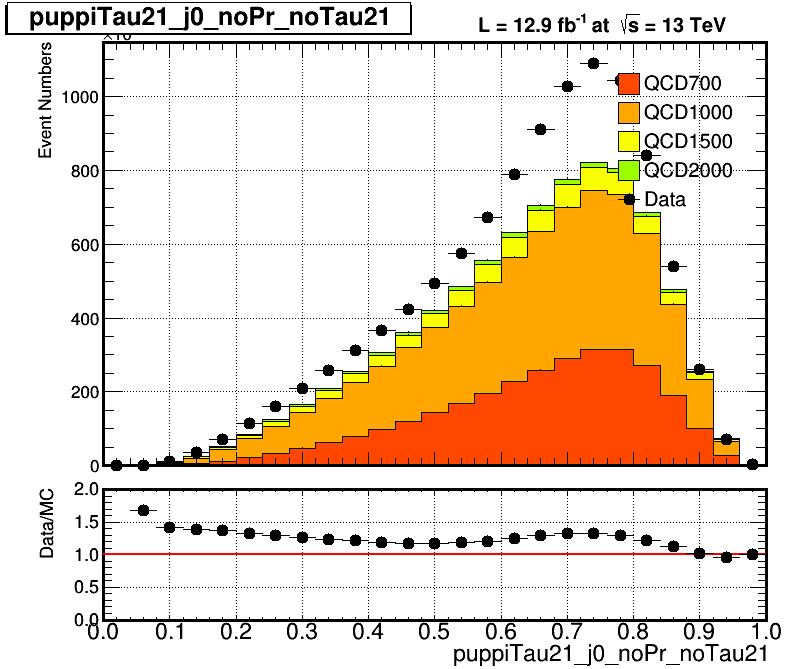 puppiTau21_j0_noPr_noTau21
L = 12.9 fb⁻¹ at √s = 13 TeV
Event Numbers
1000
800
600
400
200
0
QCD700
QCD1000
QCD1500
QCD2000
Data
Data/MC
2.0
1.5
1.0
0.5
0.0
0.0 0.1 0.2 0.3 0.4 0.5 0.6 0.7 0.8 0.9 1.0
puppiTau21_j0_noPr_noTau21